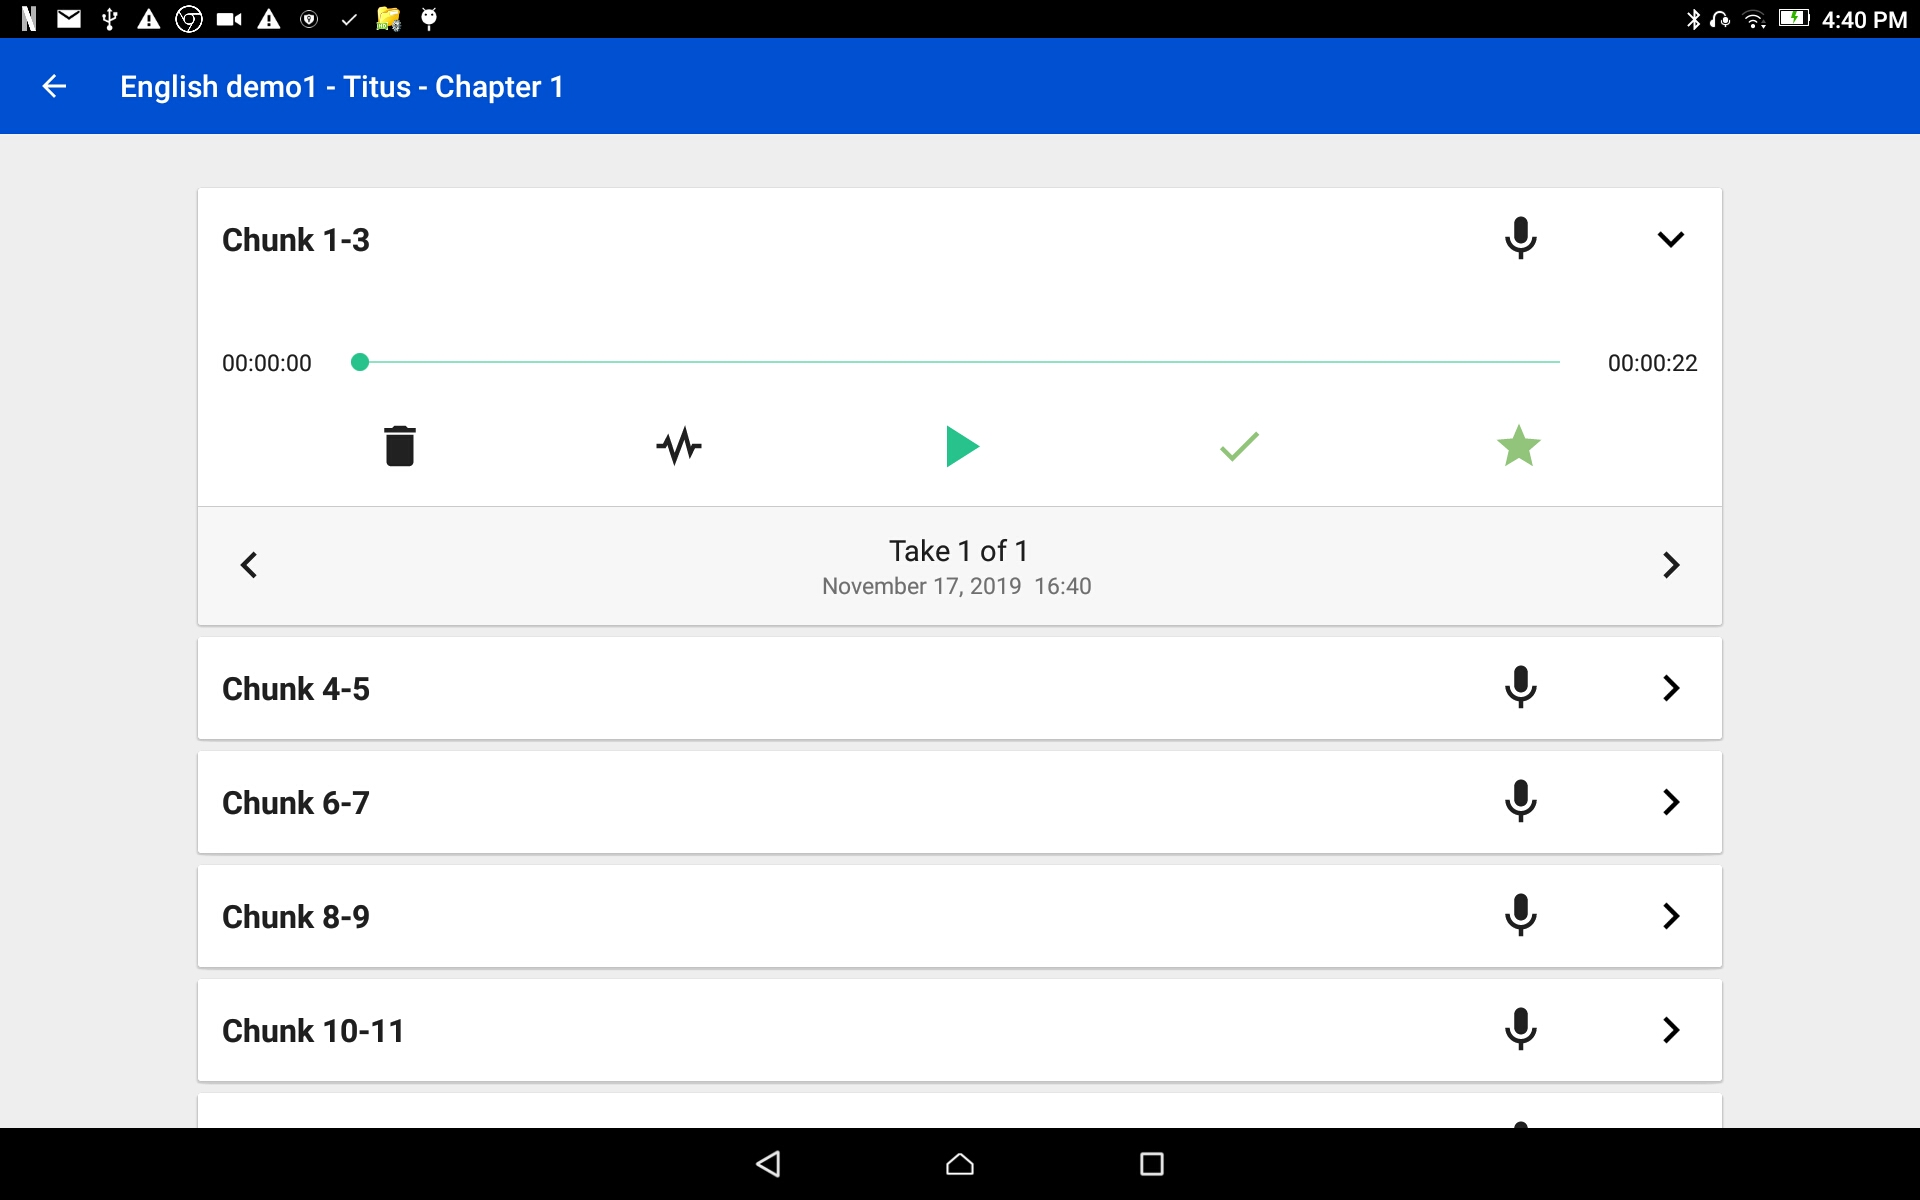 4:40 PM
English demo1 - Titus - Chapter 1
Chunk 1-3
00:00:00
00:00:22
Take 1 of 1
November 17, 2019 16:40
Chunk 4-5
Chunk 6-7
Chunk 8-9
Chunk 10-11